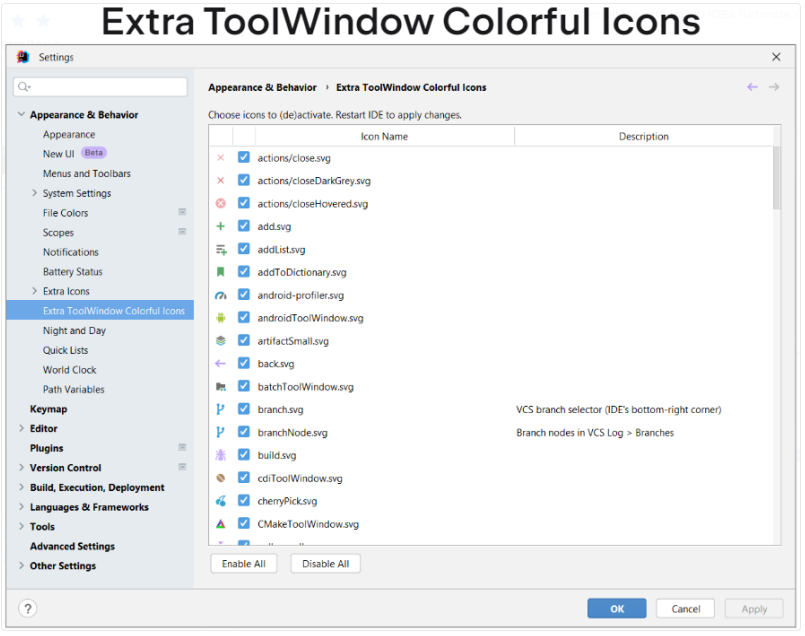 Extra ToolWindow Colorful Icons
Settings
Appearance & Behavior
Appearance
New UI Beta
Menus and Toolbars
System Settings
File Colors
Scopes
Notifications
Battery Status
Extra Icons
Extra ToolWindow Colorful Icons
Night and Day
Quick Lists
World Clock
Path Variables
Keymap
Editor
Plugins
Version Control
Build, Execution, Deployment
Languages & Frameworks
Tools
Advanced Settings
Other Settings
?
Appearance & Behavior › Extra ToolWindow Colorful Icons
Choose icons to (de)activate. Restart IDE to apply changes.
Icon Name Description
actions/close.svg
actions/closeDarkGrey.svg
actions/closeHovered.svg
add.svg
addList.svg
addToDictionary.svg
android-profiler.svg
androidToolWindow.svg
artifactSmall.svg
back.svg
batchToolWindow.svg
branch.svg VCS branch selector (IDE's bottom-right corner)
branchNode.svg Branch nodes in VCS Log > Branches
build.svg
cdiToolWindow.svg
cherryPick.svg
CMakeToolWindow.svg
Enable All Disable All
OK Cancel Apply